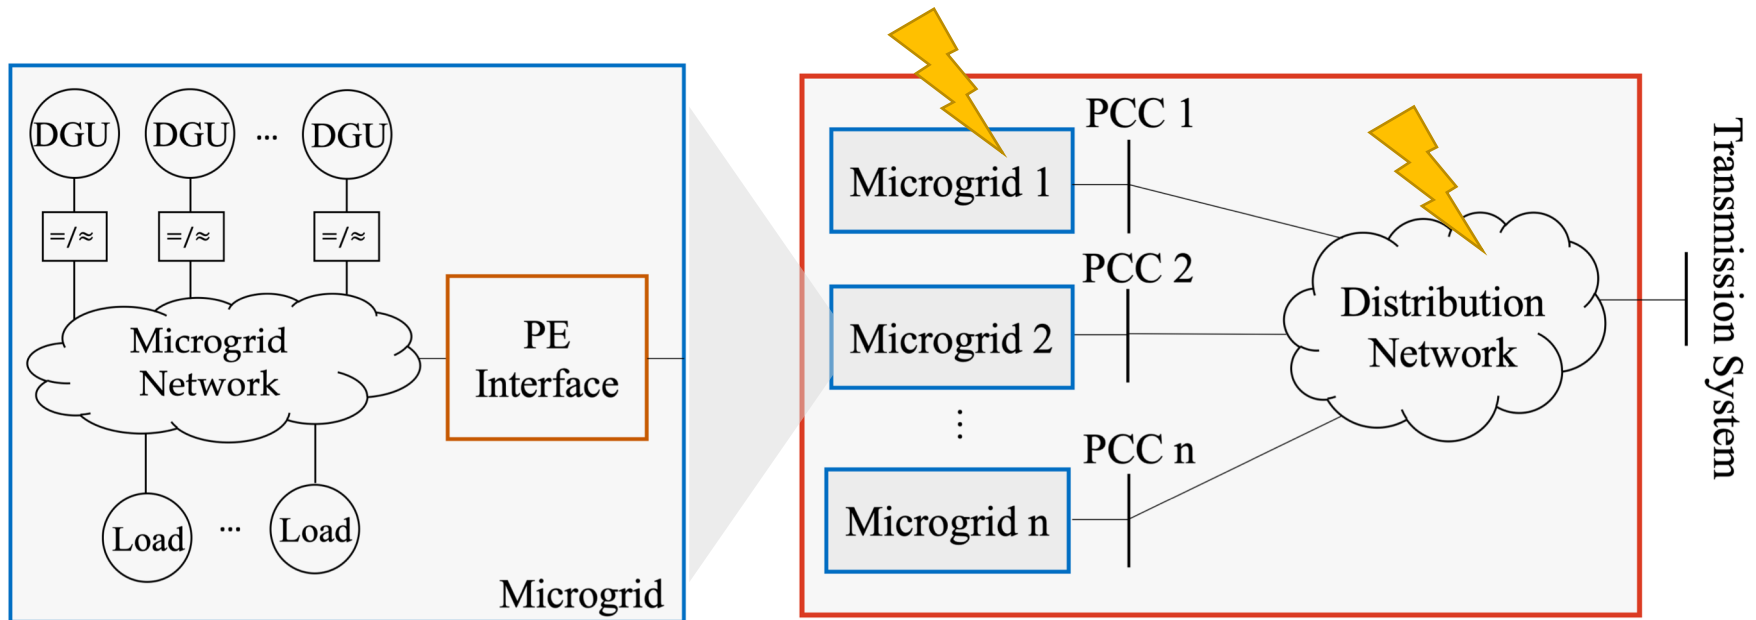 DGU
DGU
...
DGU
=/≈
=/≈
=/≈
Microgrid
Network
PE
Interface
Load
...
Load
Microgrid
Microgrid 1
PCC 1
Microgrid 2
PCC 2
⋮
Microgrid n
PCC n
Distribution
Network
Transmission System